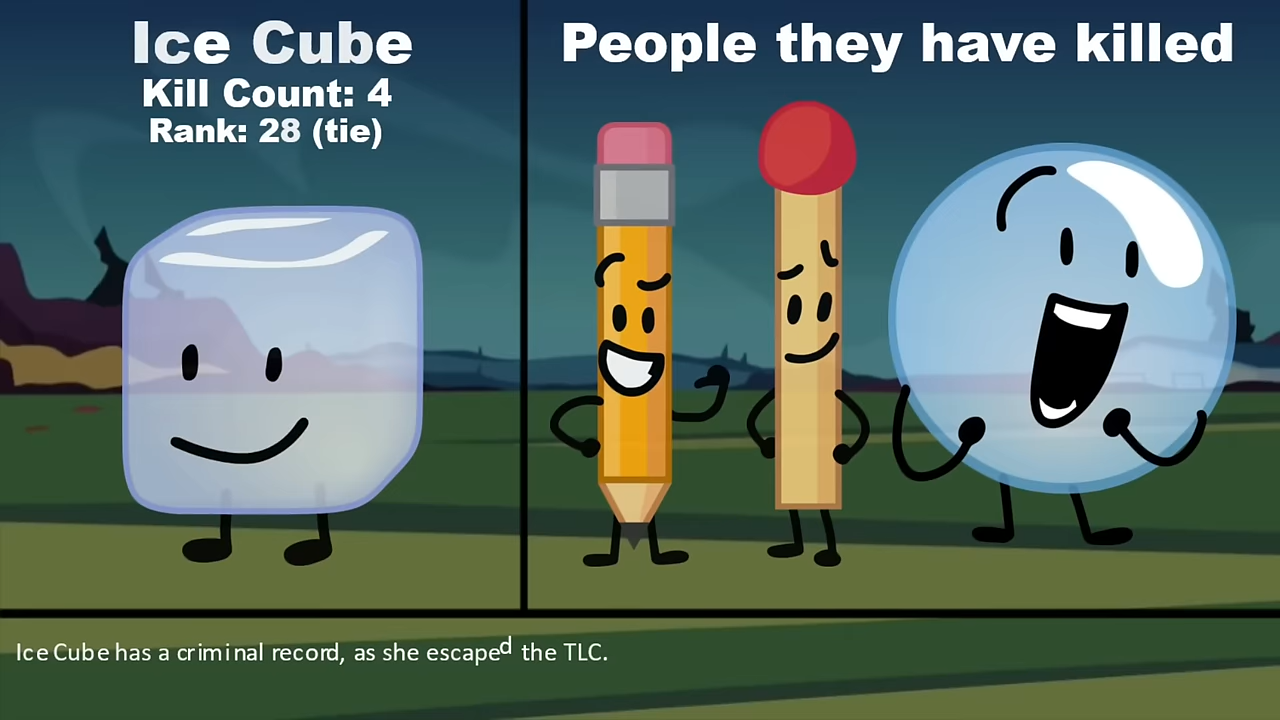 Ice Cube
Kill Count: 4
Rank: 28 (tie)
People they have killed
Ice Cube has a criminal record, as she escaped the TLC.